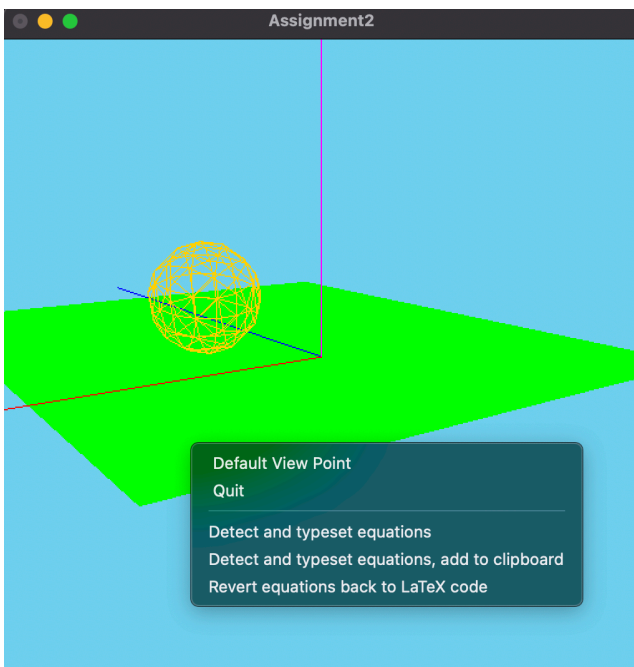 Assignment2
Default View Point
Quit
Detect and typeset equations
Detect and typeset equations, add to clipboard
Revert equations back to LaTeX code